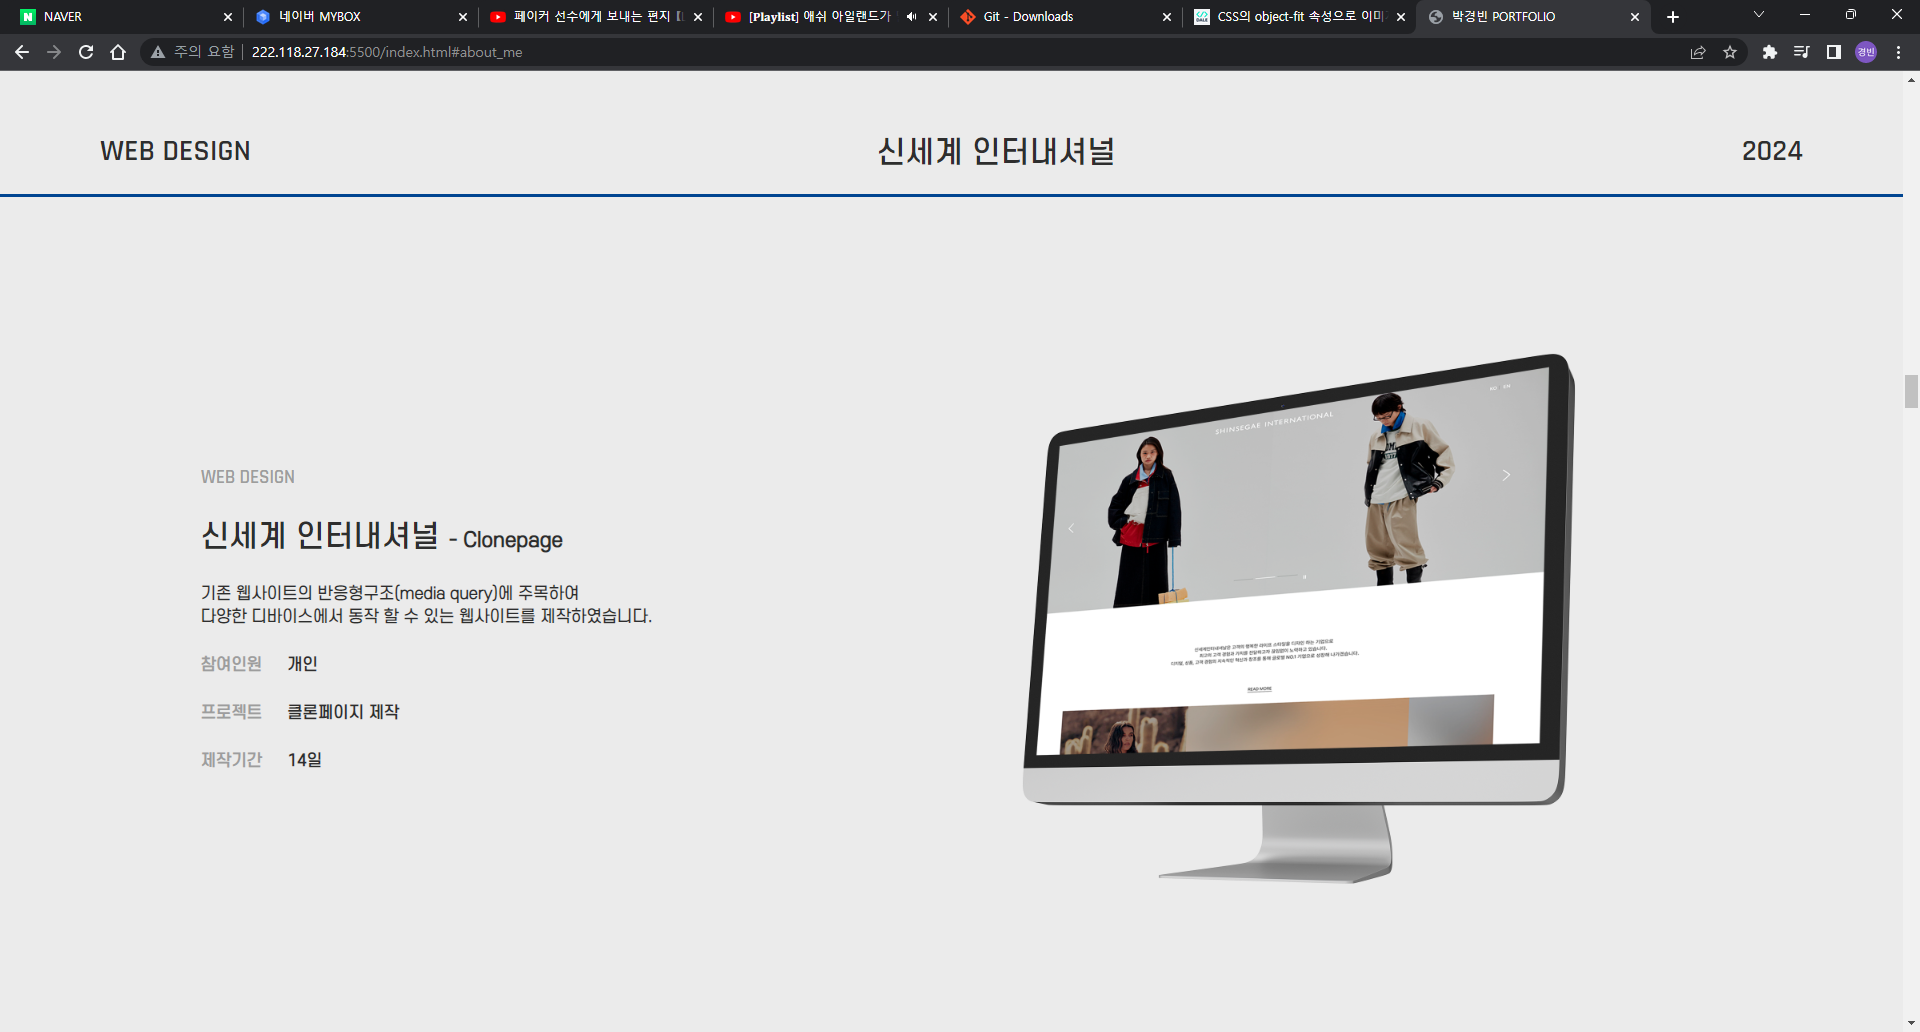 NAVER
네이버 MYBOX
페이커 선수에게 보내는 편지
[Playlist] 애쉬 아일랜드가
Git - Downloads
CSS의 object-fit 속성으로 이미
박경빈 PORTFOLIO
주의 요함
222.118.27.184:5500/index.html#about_me
경빈
WEB DESIGN
신세계 인터내셔널
2024
WEB DESIGN
신세계 인터내셔널 - Clonepage
기존 웹사이트의 반응형구조(media query)에 주목하여
다양한 디바이스에서 동작 할 수 있는 웹사이트를 제작하였습니다.
참여인원 개인
프로젝트 클론페이지 제작
제작기간 14일
KO EN
SHINSEGAE INTERNATIONAL
READ MORE